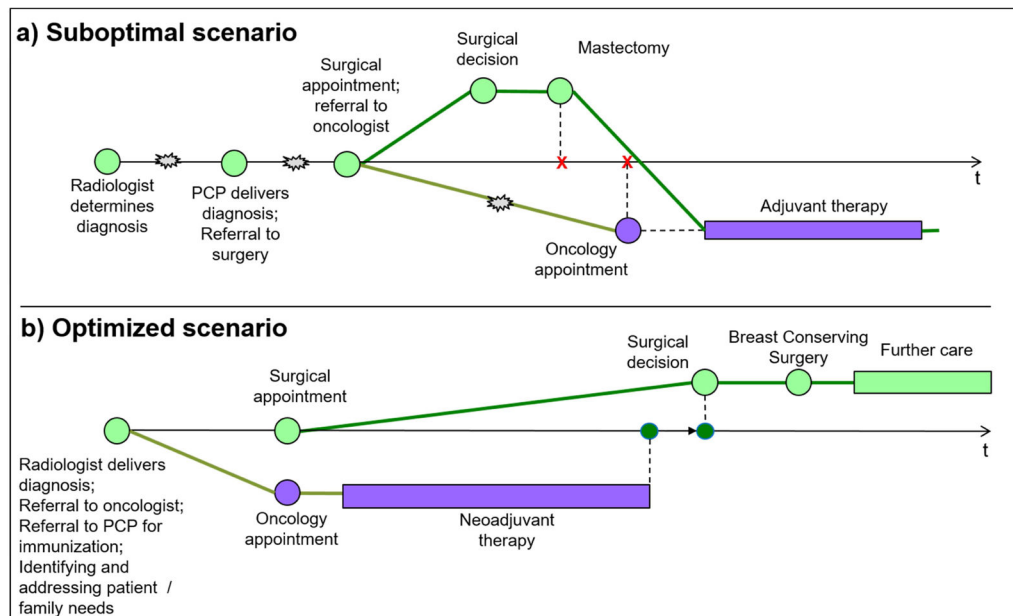 a) Suboptimal scenario
Surgical
appointment;
referral to
oncologist
Surgical
decision
Mastectomy
Radiologist
determines
diagnosis
PCP delivers
diagnosis;
Referral to
surgery
x
x
t
Oncology
appointment
Adjuvant therapy
b) Optimized scenario
Surgical
appointment
Surgical
decision
Breast Conserving
Surgery
Further care
t
Radiologist delivers
diagnosis;
Referral to oncologist;
Referral to PCP for
immunization;
Identifying and
addressing patient /
family needs
Oncology
appointment
Neoadjuvant
therapy